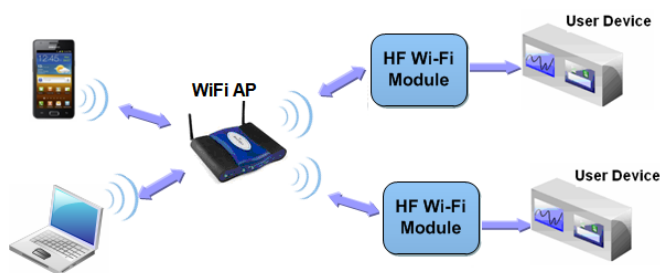 User Device
HF Wi-Fi
Module
WiFi AP
User Device
HF Wi-Fi
Module